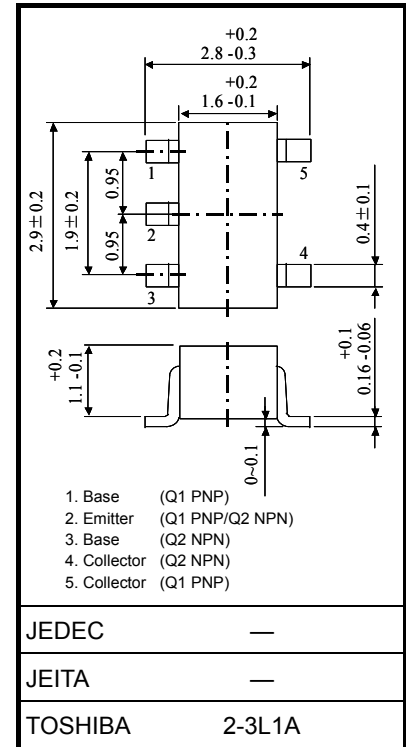 +0.2
2.8 -0.3
+0.2
1.6 -0.1
1
5
2.9 ± 0.2
1.9 ± 0.2
0.95
0.95
2
0.4 ± 0.1
4
3
+0.2
1.1 -0.1
+0.1
0.16 -0.06
0~0.1
1. Base (Q1 PNP)
2. Emitter (Q1 PNP/Q2 NPN)
3. Base (Q2 NPN)
4. Collector (Q2 NPN)
5. Collector (Q1 PNP)
JEDEC —
JEITA —
TOSHIBA 2-3L1A